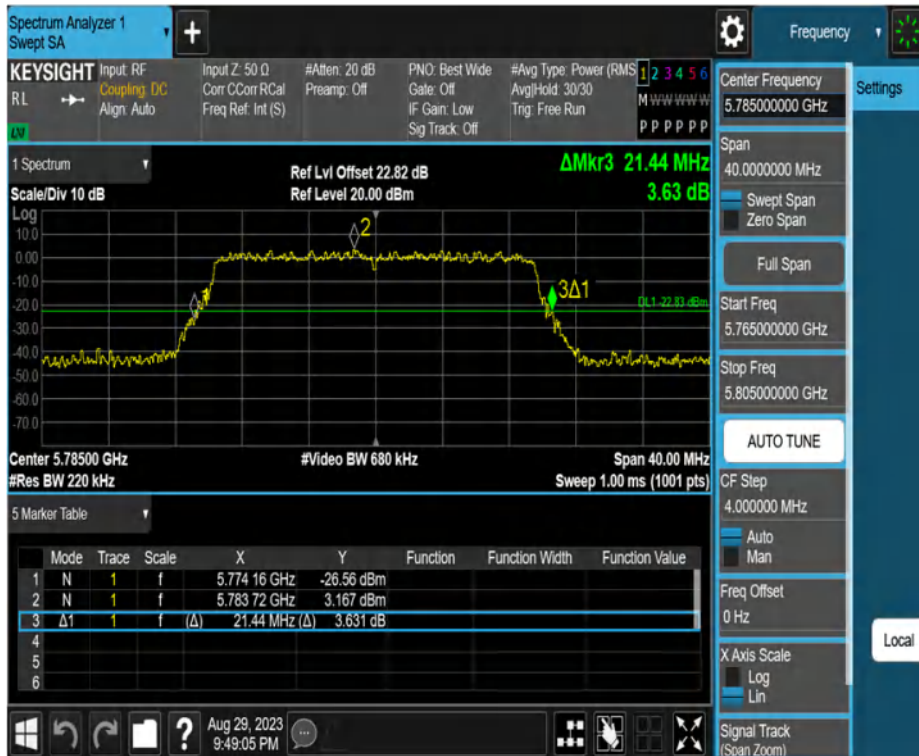 Spectrum Analyzer 1
Swept SA
+
Frequency
KEYSIGHT
RL
LXI
Input: RF
Coupling: DC
Align: Auto
Input Z: 50 Ω
Corr CCorr RCal
Freq Ref: Int (S)
#Atten: 20 dB
Preamp: Off
PNO: Best Wide
Gate: Off
IF Gain: Low
Sig Track: Off
#Avg Type: Power (RMS
Avg|Hold: 30/30
Trig: Free Run
1 2 3 4 5 6
M W W W W W
P P P P P P
1 Spectrum
Scale/Div 10 dB
Ref Lvl Offset 22.82 dB
Ref Level 20.00 dBm
ΔMkr3 21.44 MHz
3.63 dB
Log
10.0
0.00
-10.0
-20.0
-30.0
-40.0
-50.0
-60.0
-70.0
2
3Δ1
DL1 -22.83 dBm
Center 5.78500 GHz
#Video BW 680 kHz
Span 40.00 MHz
#Res BW 220 kHz
Sweep 1.00 ms (1001 pts)
5 Marker Table
Mode Trace Scale X Y Function Function Width Function Value
1 N 1 f 5.774 16 GHz -26.56 dBm
2 N 1 f 5.783 72 GHz 3.167 dBm
3 Δ1 1 f (Δ) 21.44 MHz (Δ) 3.631 dB
4
5
6
?
Aug 29, 2023
9:49:05 PM
Center Frequency
5.785000000 GHz
Span
40.0000000 MHz
Swept Span
Zero Span
Full Span
Start Freq
5.765000000 GHz
Stop Freq
5.805000000 GHz
AUTO TUNE
CF Step
4.000000 MHz
Auto
Man
Freq Offset
0 Hz
X Axis Scale
Log
Lin
Signal Track
(Span Zoom)
Settings
Local